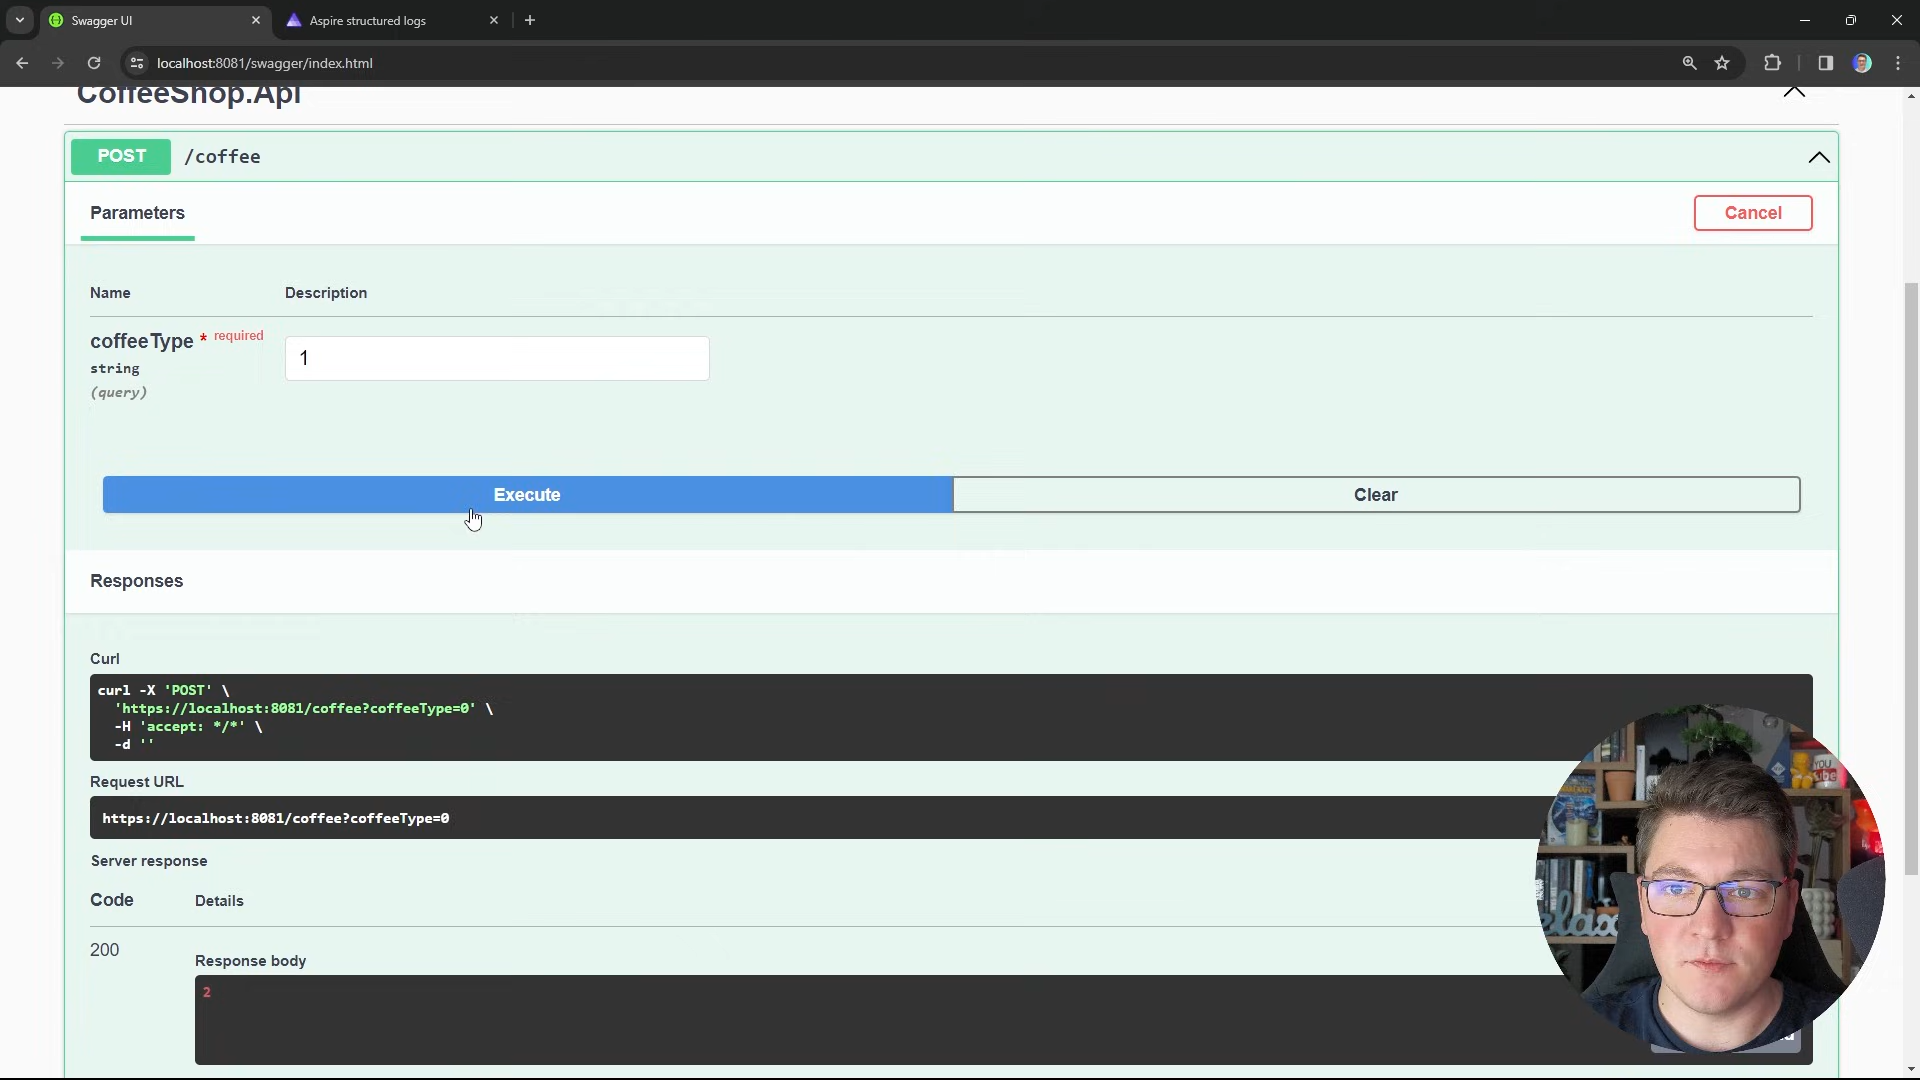 Swagger UI
Aspire structured logs
localhost:8081/swagger/index.html
CoffeeShop.Api
POST /coffee
Parameters
Cancel
Name Description
coffeeType * required
string
(query)
1
Execute
Clear
Responses
Curl
curl -X 'POST' \
'https://localhost:8081/coffee?coffeeType=0' \
-H 'accept: */*' \
-d ''
Request URL
https://localhost:8081/coffee?coffeeType=0
Server response
Code Details
200
Response body
2
YOU
relax